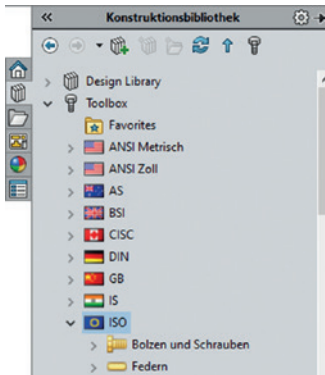 Konstruktionsbibliothek
Design Library
Toolbox
Favorites
ANSI Metrisch
ANSI Zoll
AS
BSI
CISC
DIN
GB
IS
ISO
Bolzen und Schrauben
Federn